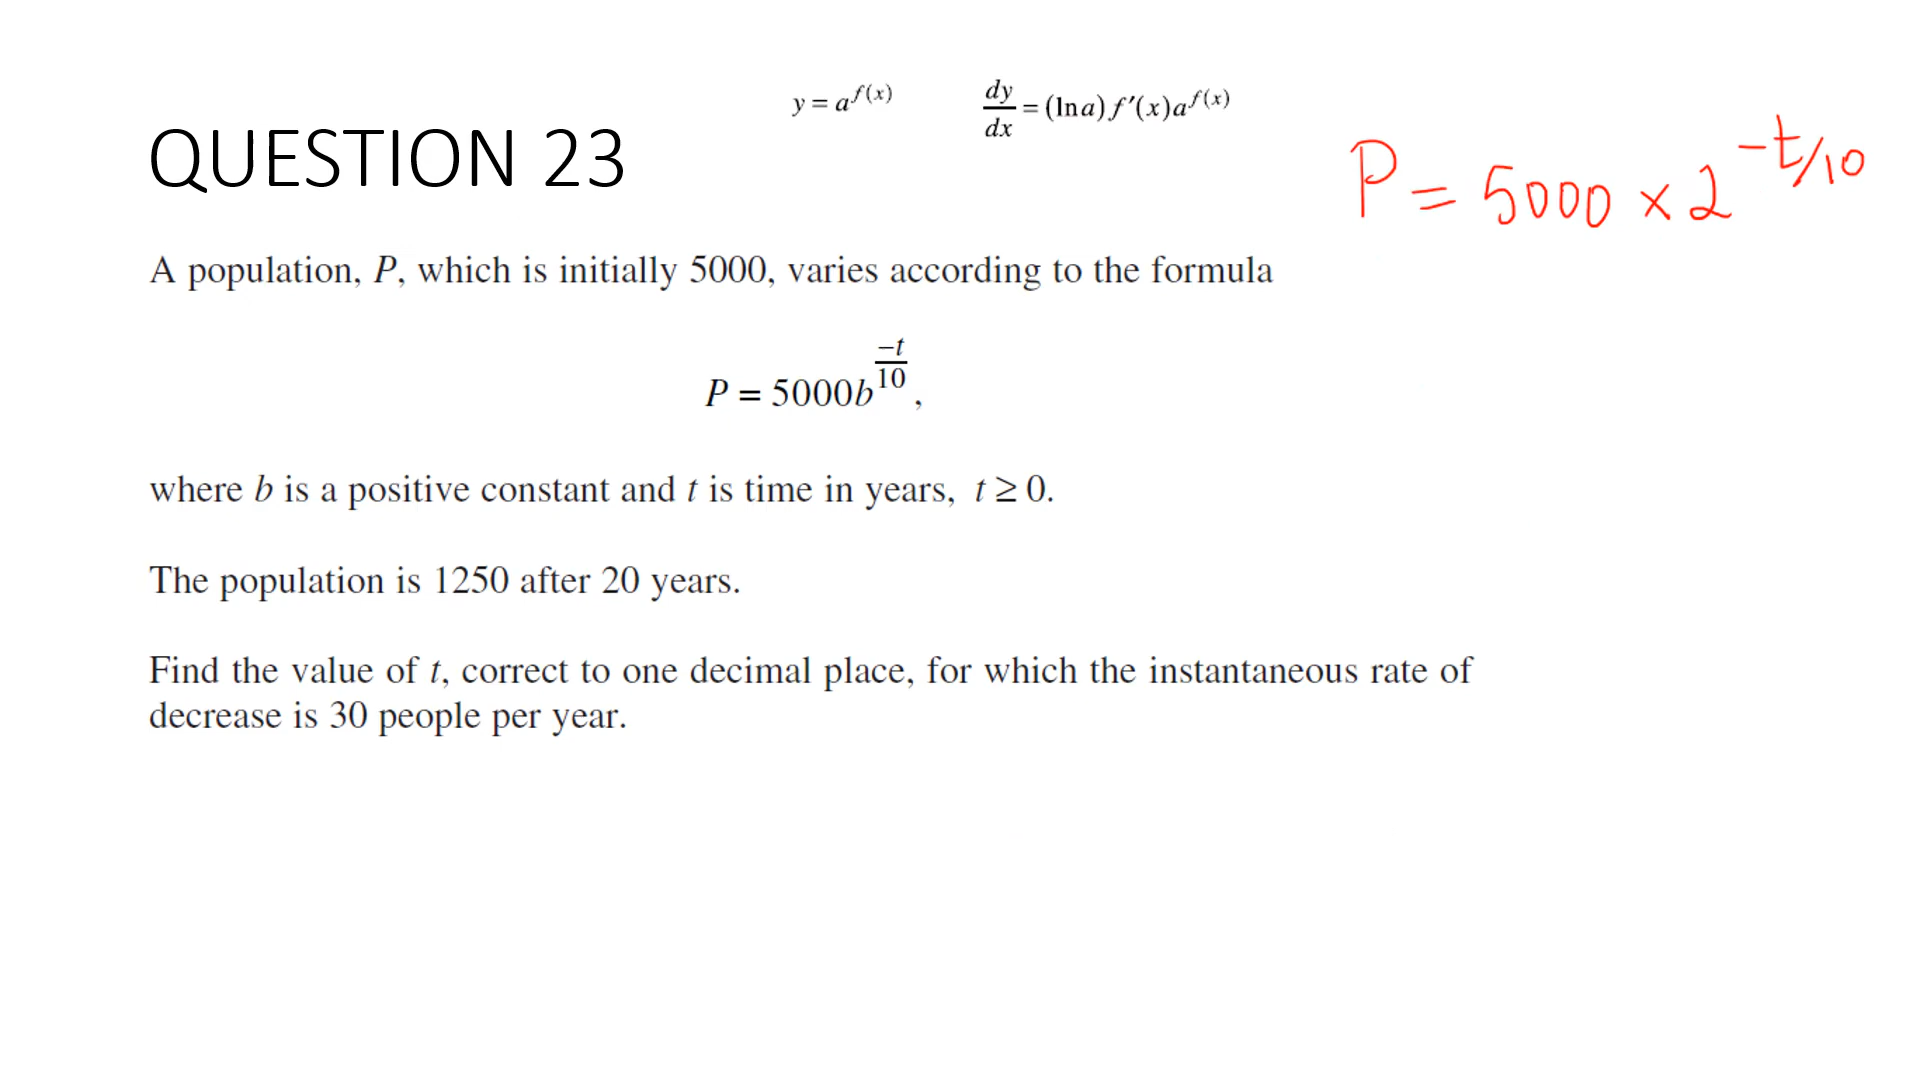 QUESTION 23
y = a^{f(x)}
dy/dx = (ln a) f′(x) a^{f(x)}
P = 5000 × 2^{-t/10}
A population, P, which is initially 5000, varies according to the formula
P = 5000b^{-t/10},
where b is a positive constant and t is time in years, t ≥ 0.
The population is 1250 after 20 years.
Find the value of t, correct to one decimal place, for which the instantaneous rate of
decrease is 30 people per year.